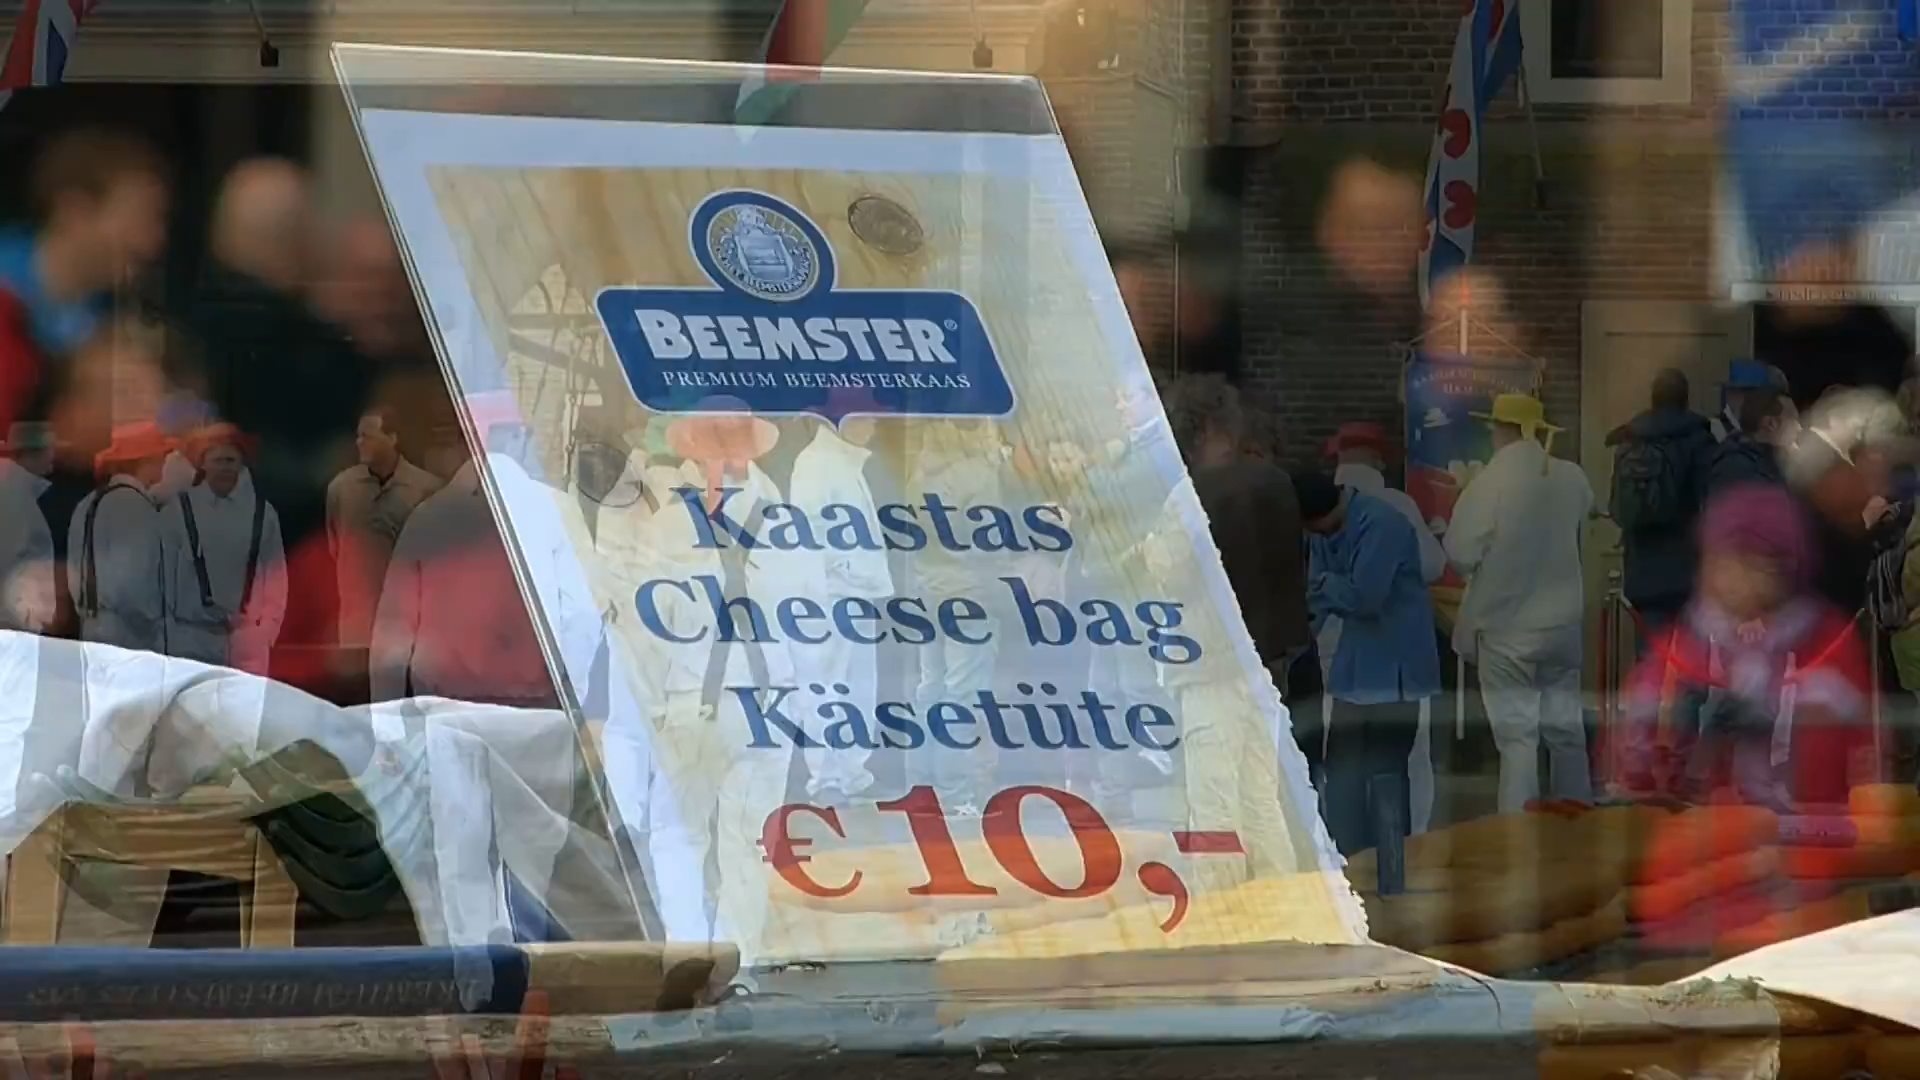 BEEMSTER®
PREMIUM BEEMSTERKAAS
Kaastas
Cheese bag
Käsetüte
€10,-